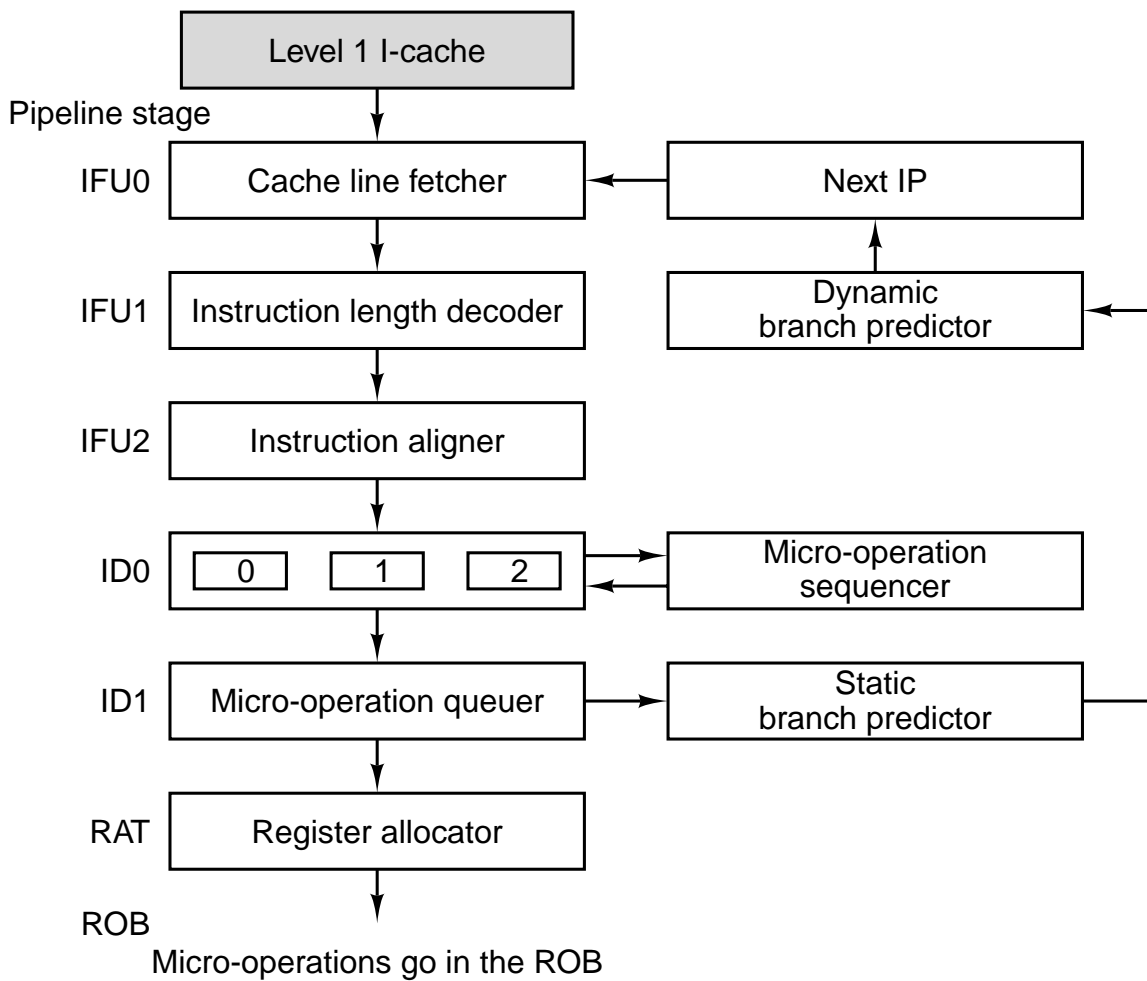 Level 1 I-cache
Pipeline stage
IFU0
Cache line fetcher
Next IP
IFU1
Instruction length decoder
Dynamic
branch predictor
IFU2
Instruction aligner
ID0
0
1
2
Micro-operation
sequencer
ID1
Micro-operation queuer
Static
branch predictor
RAT
Register allocator
ROB
Micro-operations go in the ROB